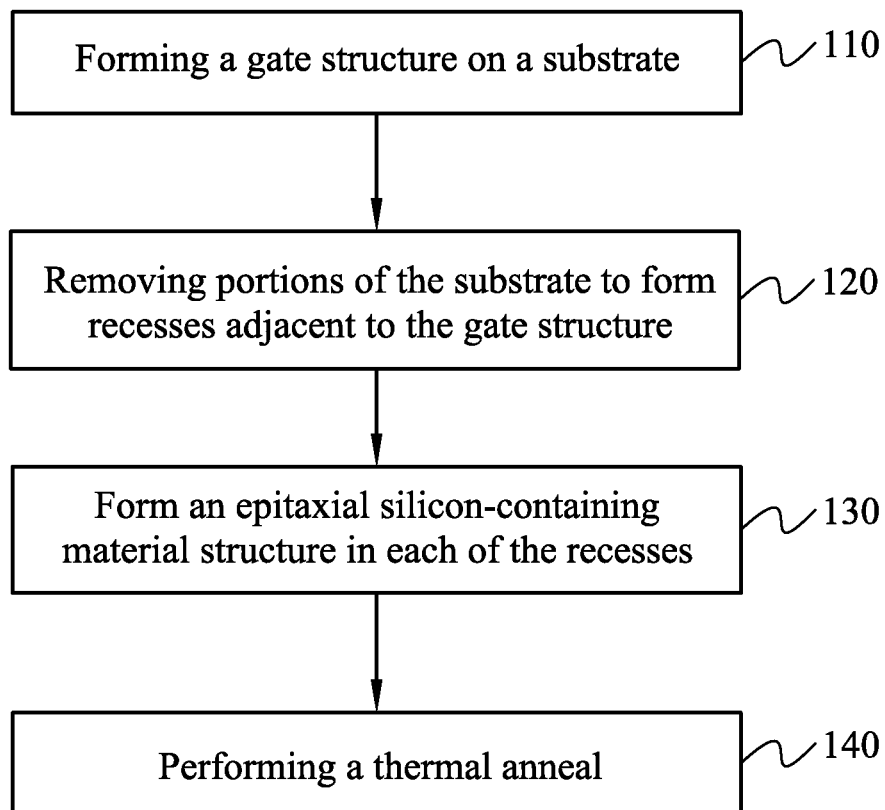 Forming a gate structure on a substrate
110
Removing portions of the substrate to form
recesses adjacent to the gate structure
120
Form an epitaxial silicon-containing
material structure in each of the recesses
130
Performing a thermal anneal
140